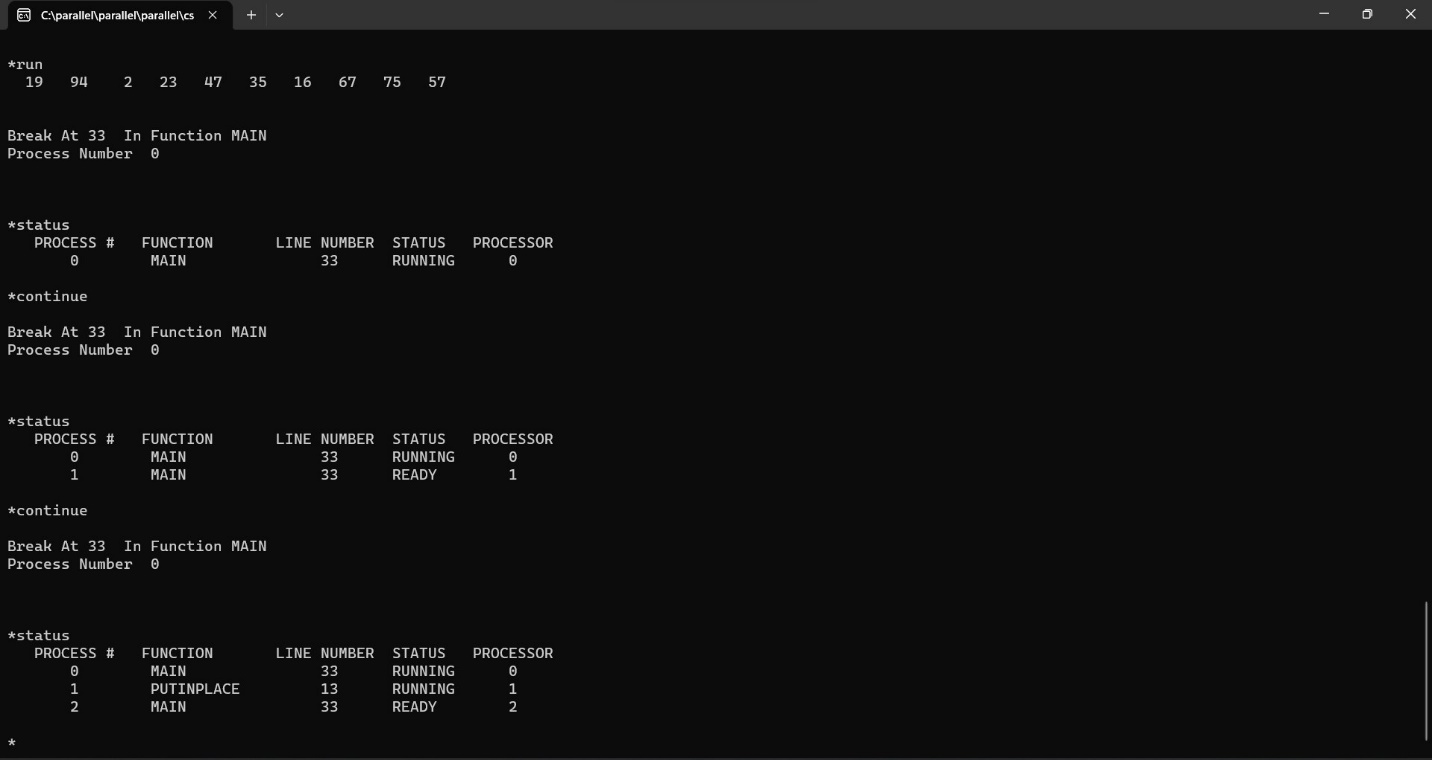 C:\parallel\parallel\parallel\cs
*run
19 94 2 23 47 35 16 67 75 57
Break At 33 In Function MAIN
Process Number 0
*status
PROCESS # FUNCTION LINE NUMBER STATUS PROCESSOR
0 MAIN 33 RUNNING 0
*continue
Break At 33 In Function MAIN
Process Number 0
*status
PROCESS # FUNCTION LINE NUMBER STATUS PROCESSOR
0 MAIN 33 RUNNING 0
1 MAIN 33 READY 1
*continue
Break At 33 In Function MAIN
Process Number 0
*status
PROCESS # FUNCTION LINE NUMBER STATUS PROCESSOR
0 MAIN 33 RUNNING 0
1 PUTINPLACE 13 RUNNING 1
2 MAIN 33 READY 2
*